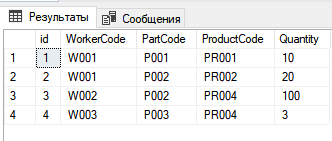 Результаты Сообщения
id WorkerCode PartCode ProductCode Quantity
1 1 W001 P001 PR001 10
2 2 W001 P002 PR002 20
3 3 W002 P002 PR004 100
4 4 W003 P003 PR004 3